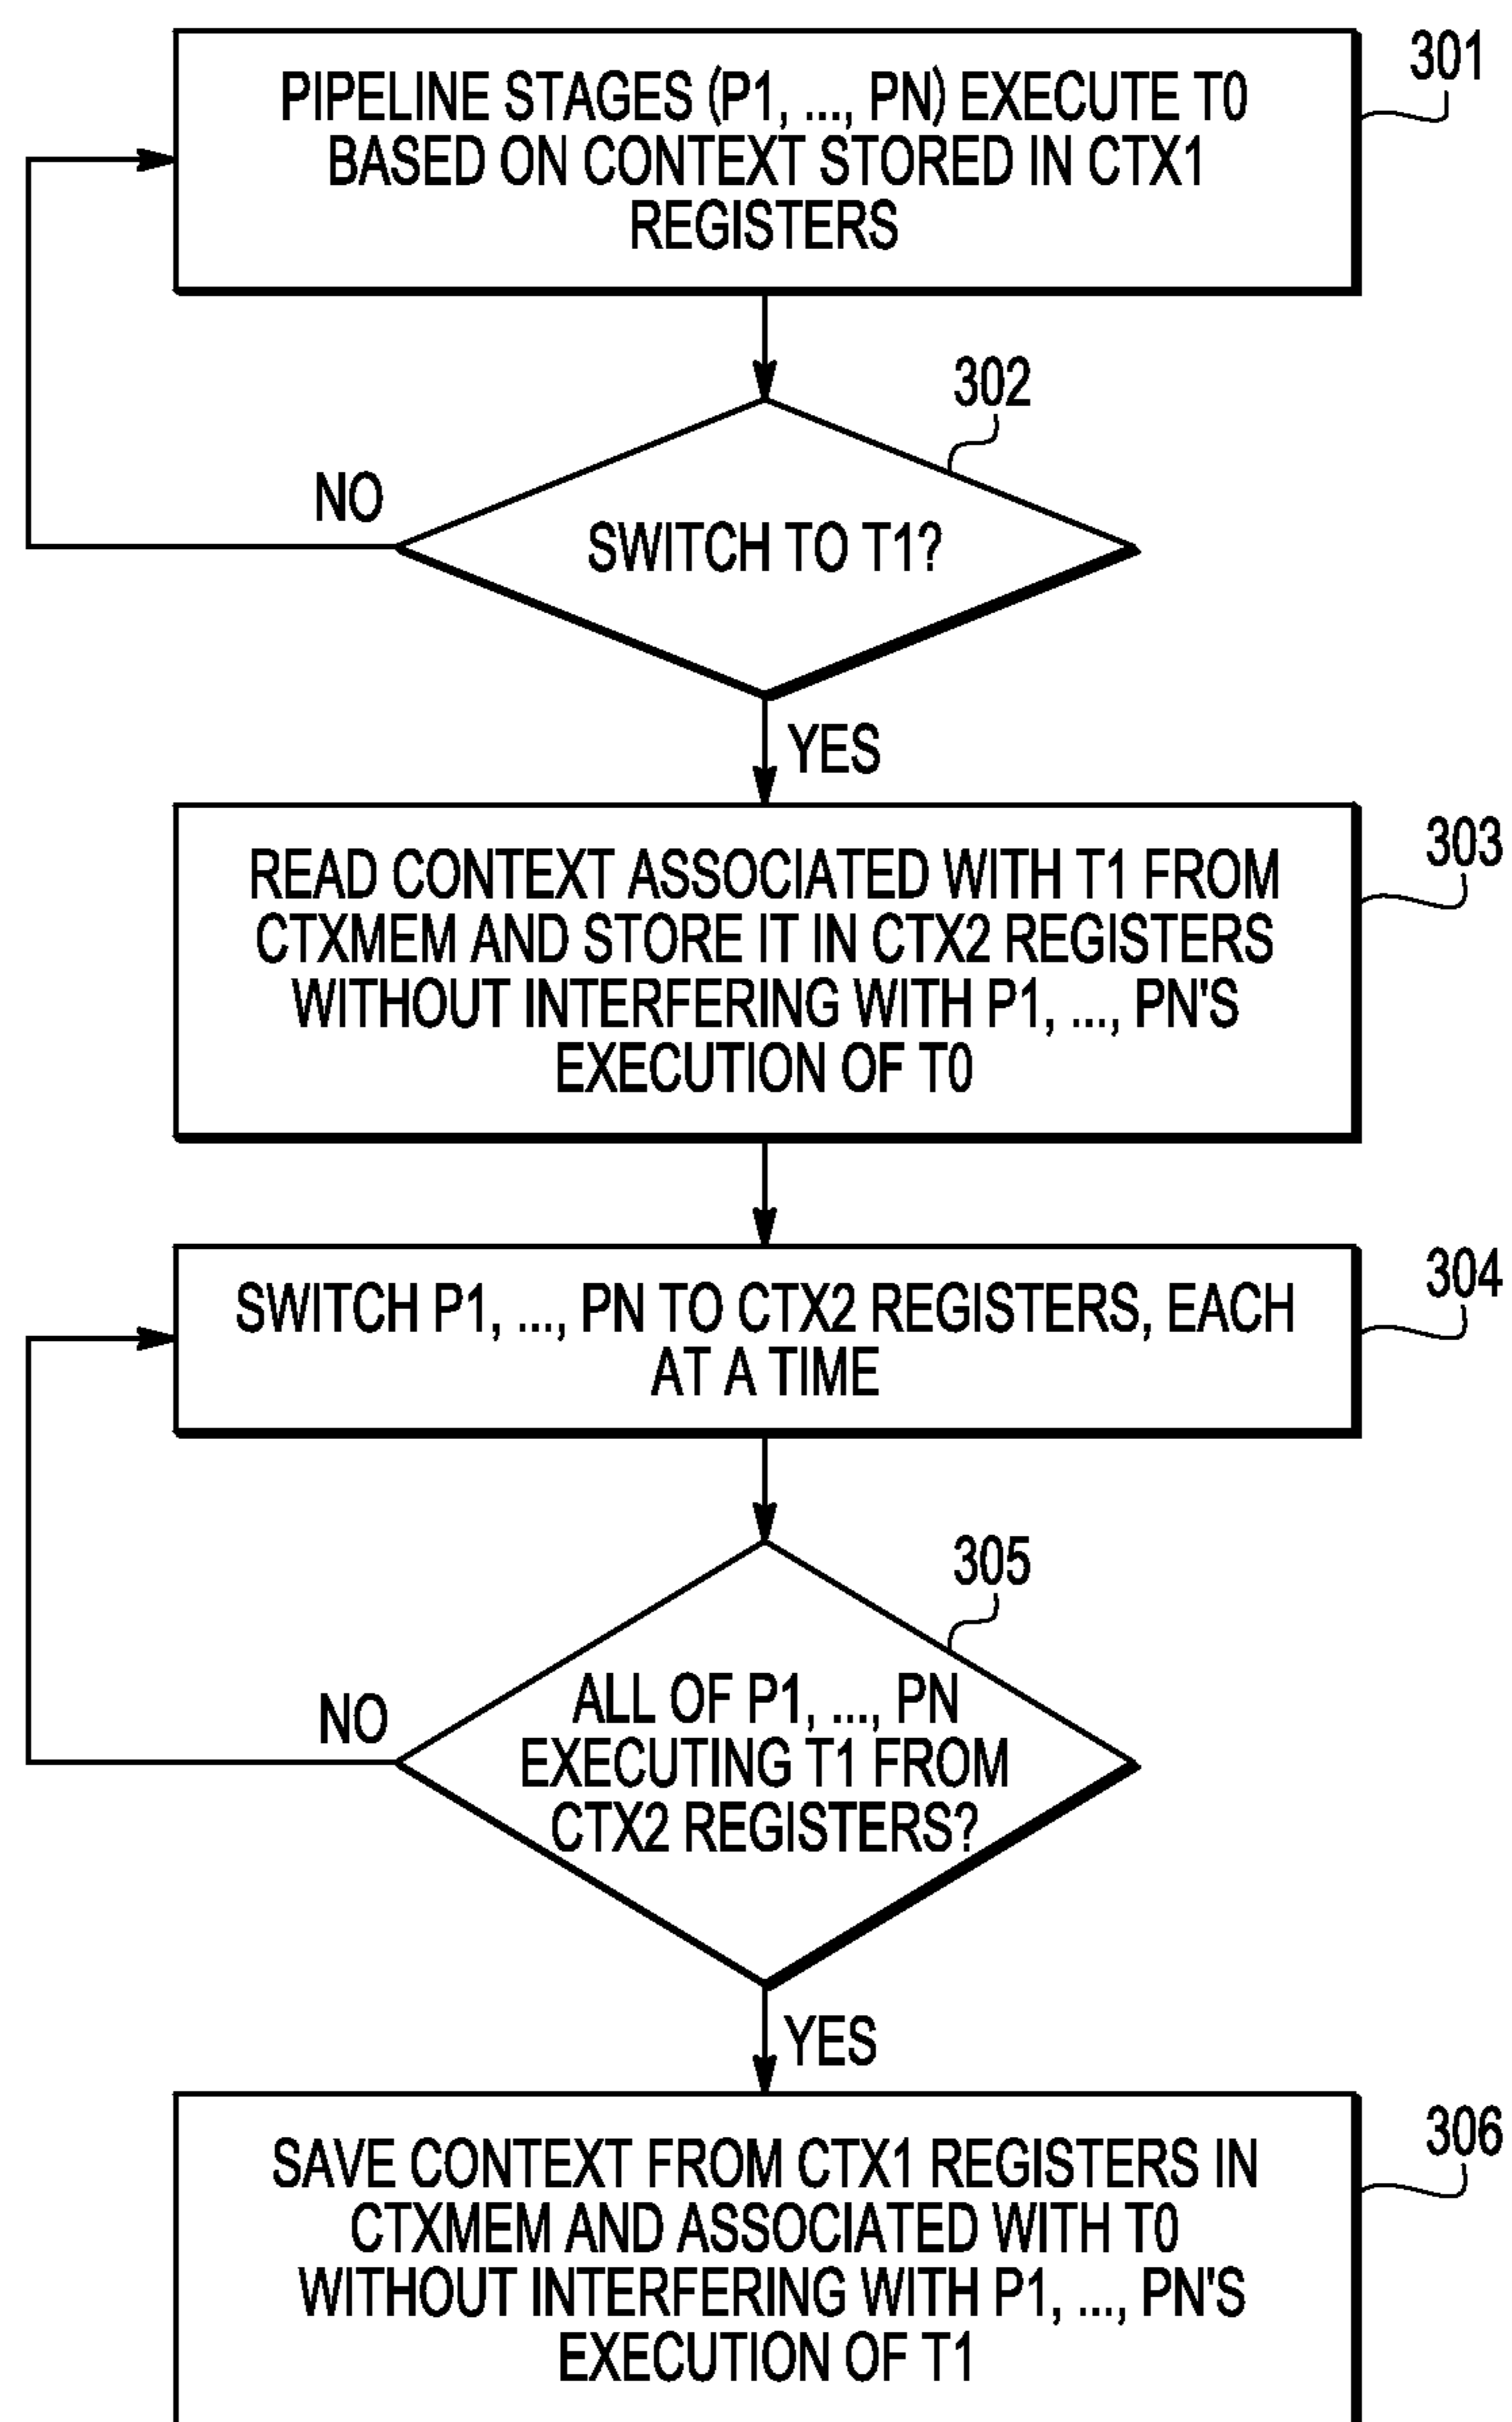 301
PIPELINE STAGES (P1, ..., PN) EXECUTE T0
BASED ON CONTEXT STORED IN CTX1
REGISTERS
302
NO
SWITCH TO T1?
YES
303
READ CONTEXT ASSOCIATED WITH T1 FROM
CTXMEM AND STORE IT IN CTX2 REGISTERS
WITHOUT INTERFERING WITH P1, ..., PN'S
EXECUTION OF T0
304
SWITCH P1, ..., PN TO CTX2 REGISTERS, EACH
AT A TIME
305
NO
ALL OF P1, ..., PN
EXECUTING T1 FROM
CTX2 REGISTERS?
YES
306
SAVE CONTEXT FROM CTX1 REGISTERS IN
CTXMEM AND ASSOCIATED WITH T0
WITHOUT INTERFERING WITH P1, ..., PN'S
EXECUTION OF T1